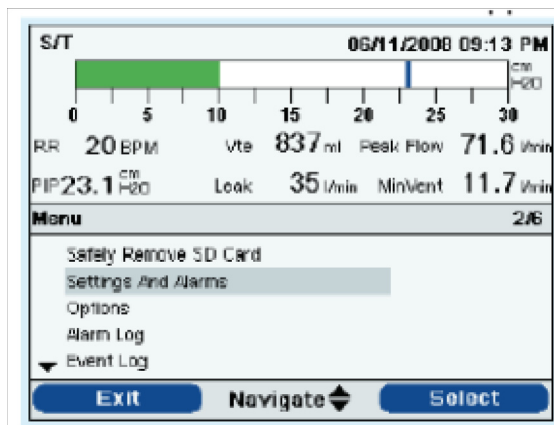 S/T 06/11/2008 09:13 PM
cm H2O
0 5 10 15 20 25 30
RR 20 BPM Vte 837 ml Peak Flow 71.6 l/min
PIP 23.1 cm H2O Leak 35 l/min MinVent 11.7 l/min
Menu 2/6
Safely Remove SD Card
Settings And Alarms
Options
Alarm Log
Event Log
Exit Navigate Select